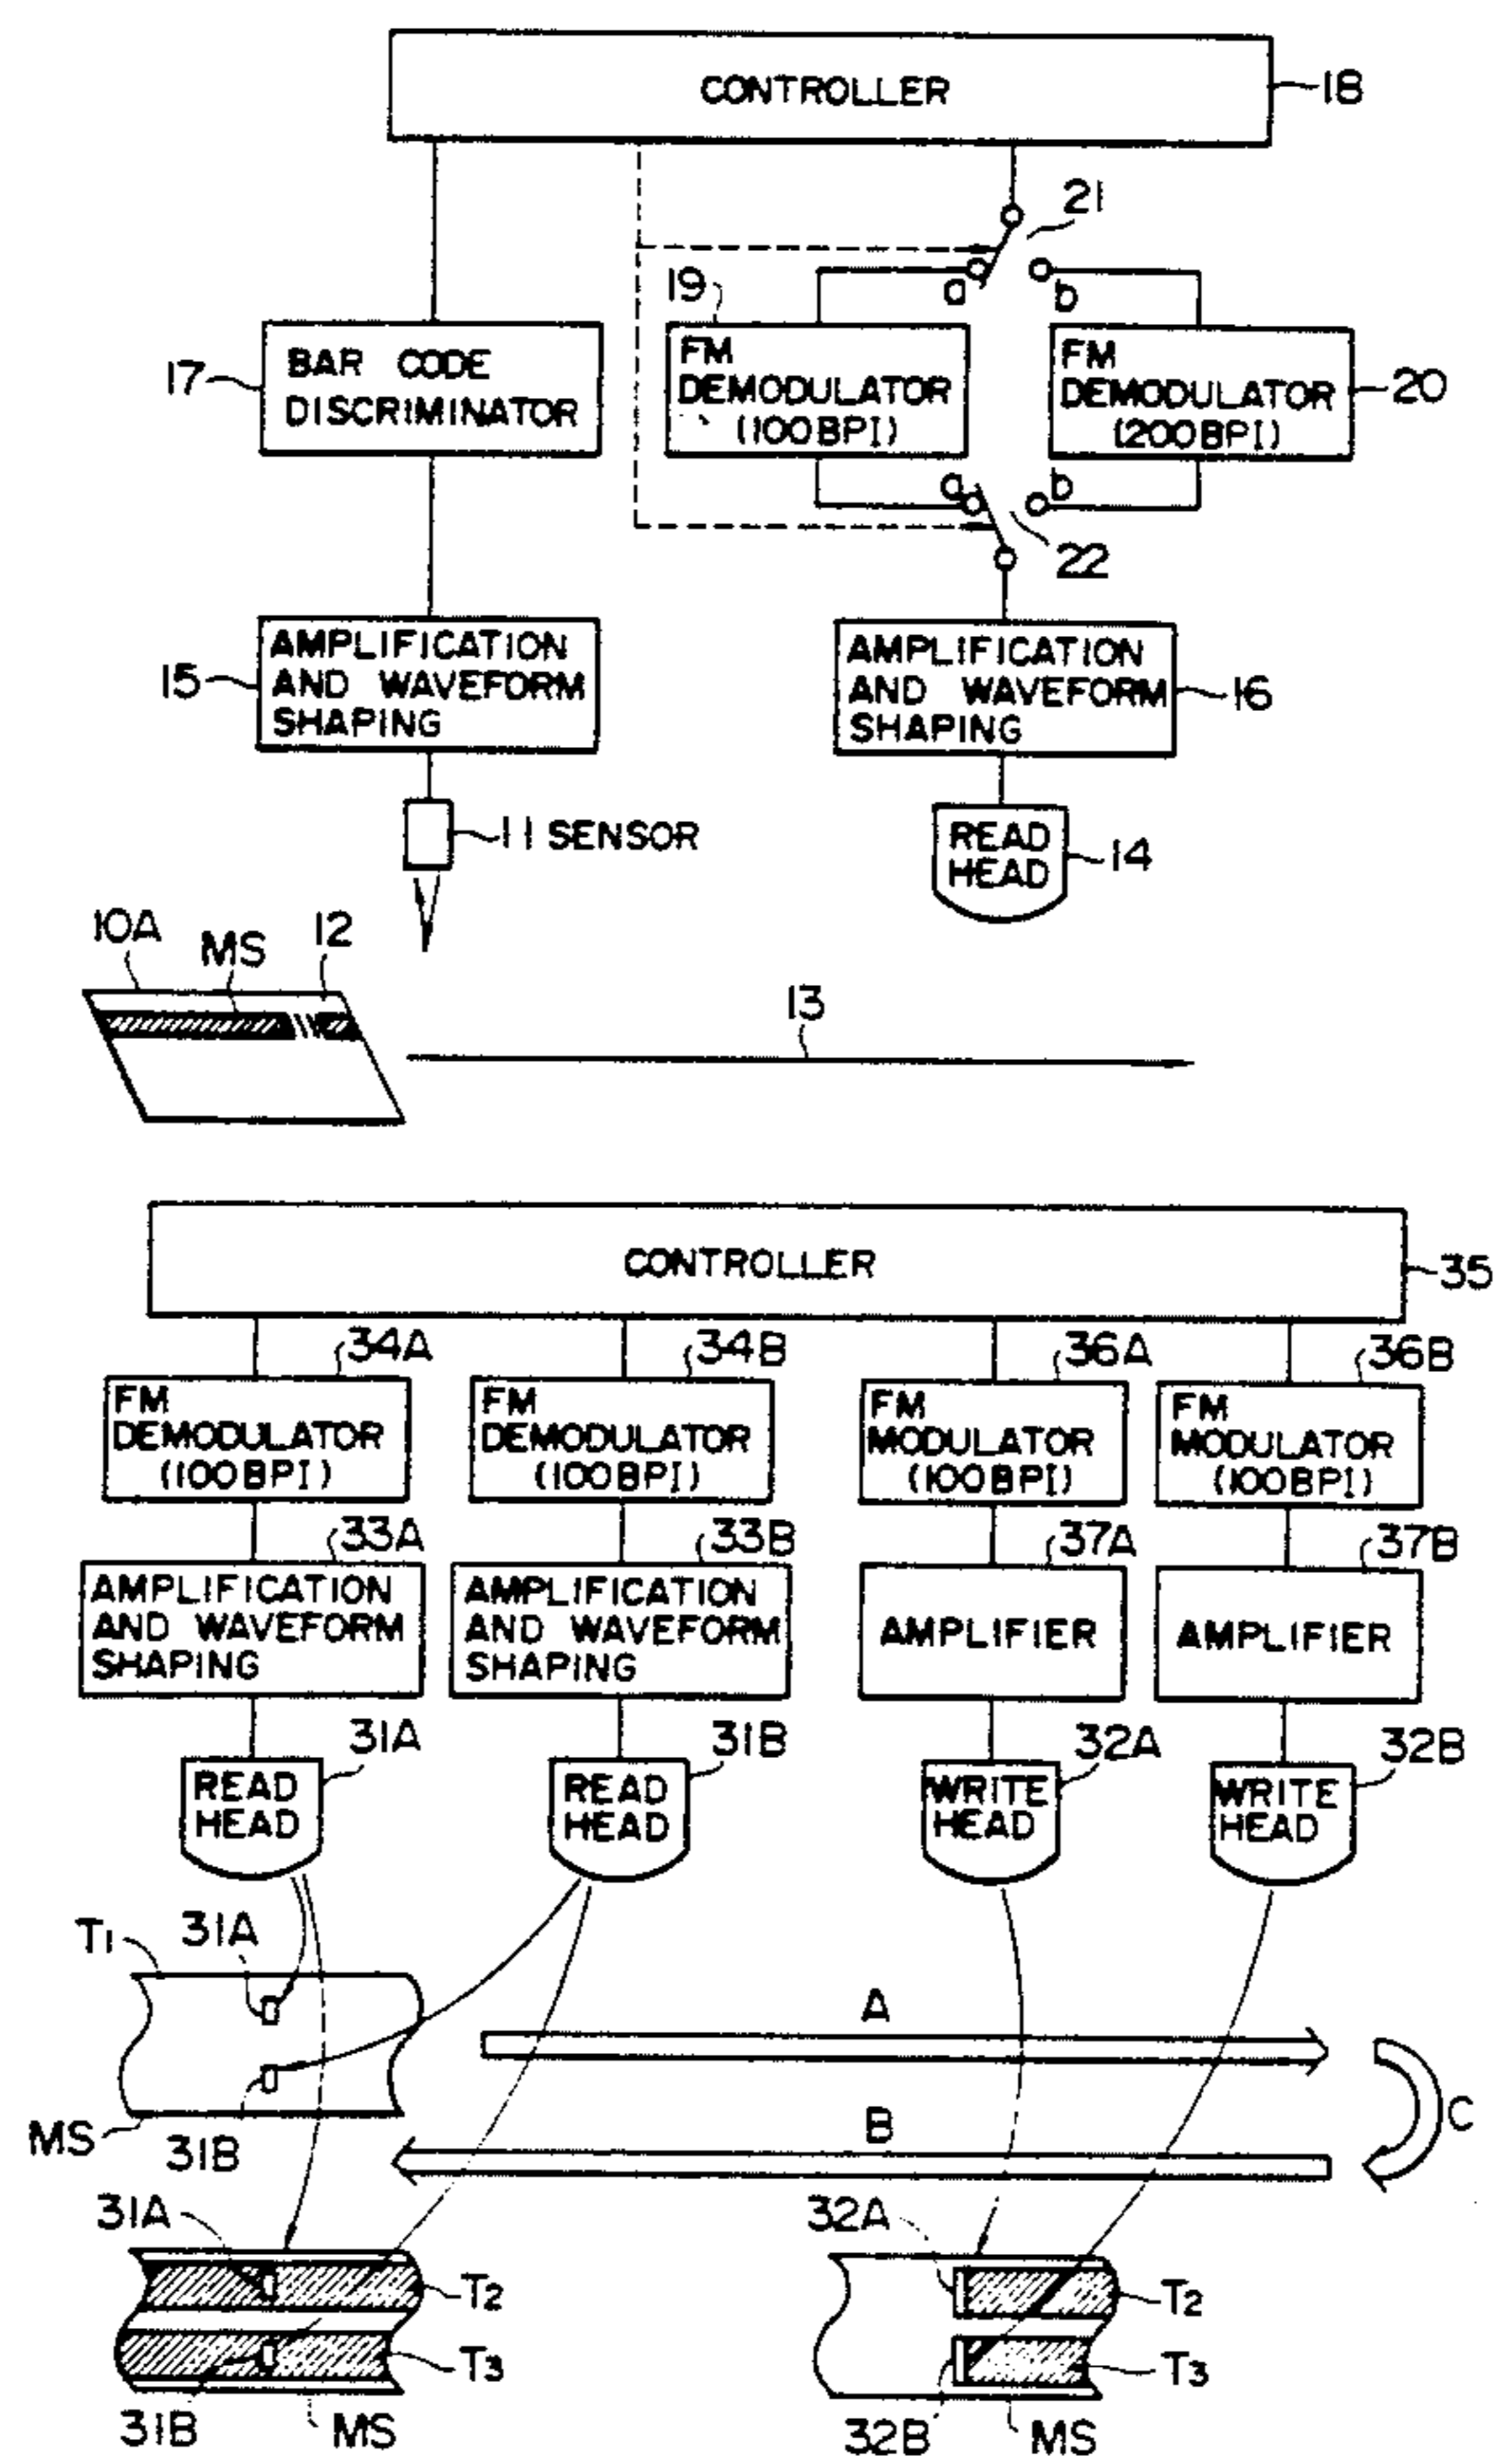 CONTROLLER
18
21
a
b
19
FM
DEMODULATOR
(100BPI)
FM
DEMODULATOR
(200BPI)
20
17
BAR CODE
DISCRIMINATOR
a
b
22
15
AMPLIFICATION
AND WAVEFORM
SHAPING
AMPLIFICATION
AND WAVEFORM
SHAPING
16
11 SENSOR
READ
HEAD
14
10A
MS
12
13
CONTROLLER
35
34A
34B
36A
36B
FM
DEMODULATOR
(100BPI)
FM
DEMODULATOR
(100BPI)
FM
MODULATOR
(100BPI)
FM
MODULATOR
(100BPI)
33A
33B
37A
37B
AMPLIFICATION
AND WAVEFORM
SHAPING
AMPLIFICATION
AND WAVEFORM
SHAPING
AMPLIFIER
AMPLIFIER
31A
31B
32A
32B
READ
HEAD
READ
HEAD
WRITE
HEAD
WRITE
HEAD
T1
31A
A
MS
31B
B
C
31A
32A
T2
T2
T3
T3
31B
MS
32B
MS